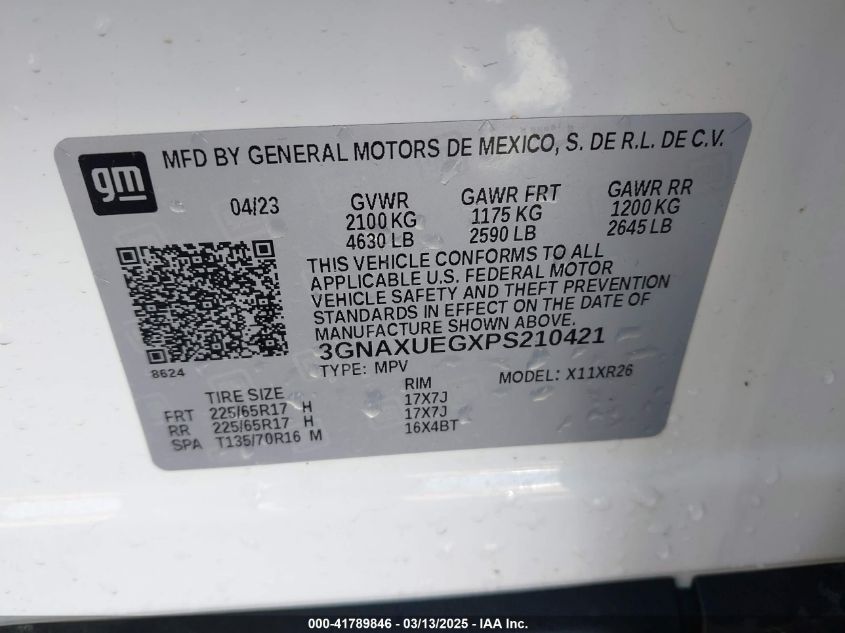 gm
MFD BY GENERAL MOTORS DE MEXICO, S. DE R.L. DE C.V.
04/23 GVWR GAWR FRT GAWR RR
2100 KG 1175 KG 1200 KG
4630 LB 2590 LB 2645 LB
THIS VEHICLE CONFORMS TO ALL
APPLICABLE U.S. FEDERAL MOTOR
VEHICLE SAFETY AND THEFT PREVENTION
STANDARDS IN EFFECT ON THE DATE OF
MANUFACTURE SHOWN ABOVE.
3GNAXUEGXPS210421
8624
TYPE: MPV MODEL: X11XR26
TIRE SIZE RIM
FRT 225/65R17 H 17X7J
RR 225/65R17 H 17X7J
SPA T135/70R16 M 16X4BT
000-41789846 - 03/13/2025 - IAA Inc.